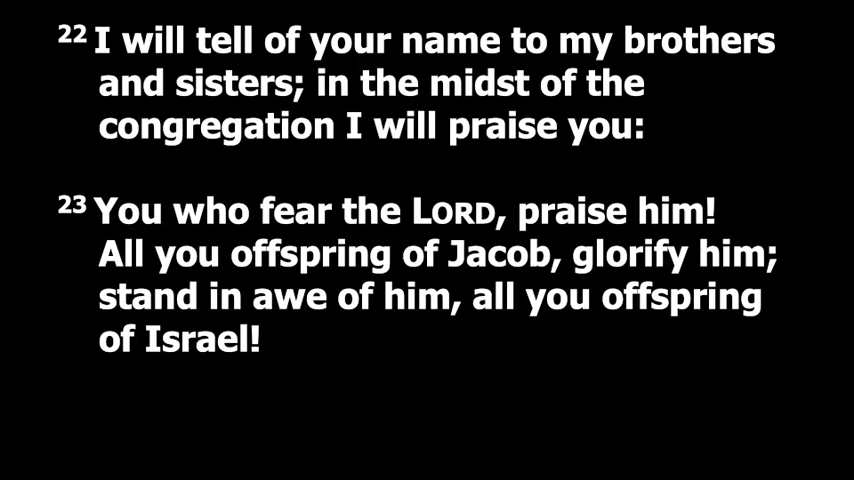 22 I will tell of your name to my brothers
and sisters; in the midst of the
congregation I will praise you:
23 You who fear the LORD, praise him!
All you offspring of Jacob, glorify him;
stand in awe of him, all you offspring
of Israel!